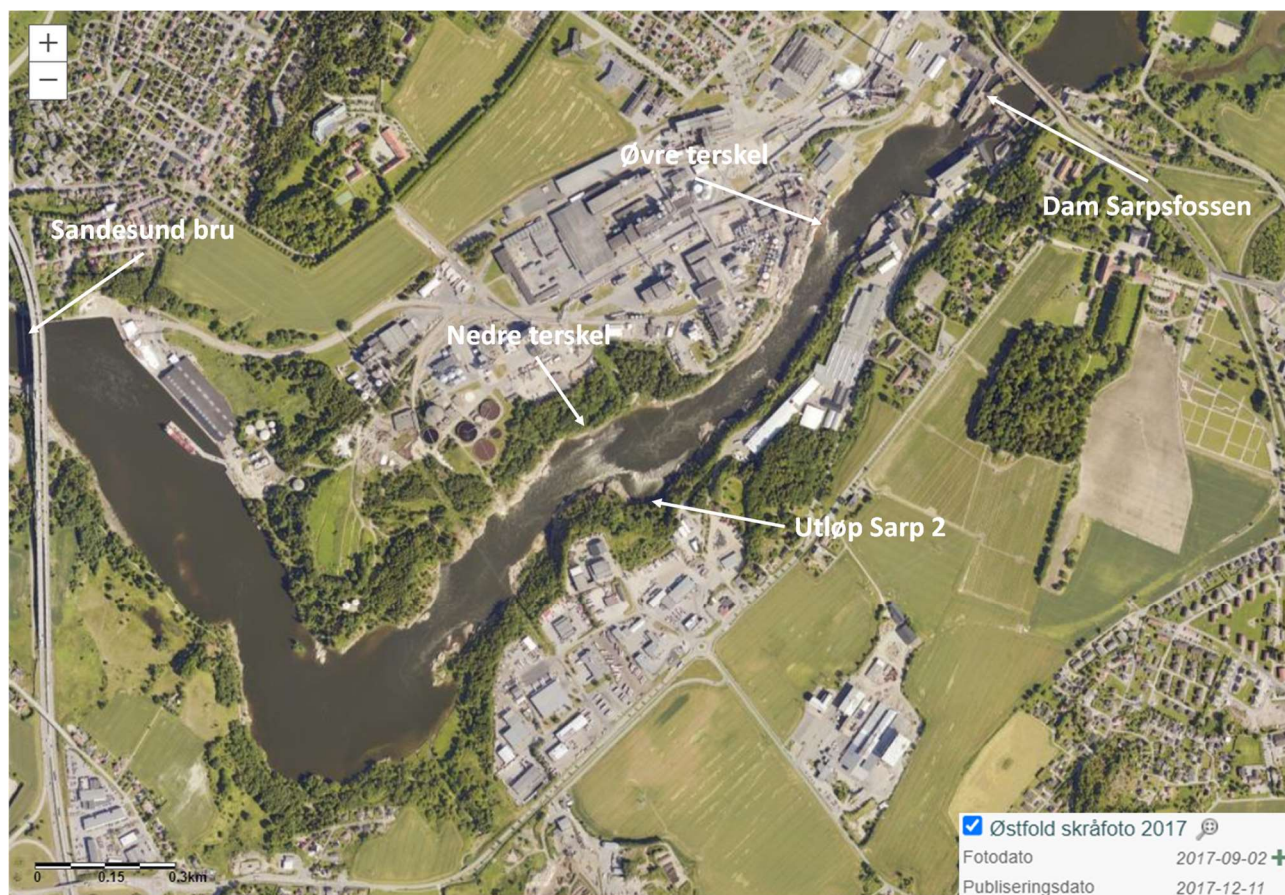 +
−
Øvre terskel
Dam Sarpsfossen
Sandesund bru
Nedre terskel
Utløp Sarp 2
Østfold skråfoto 2017
Fotodato 2017-09-02 +
Publiseringsdato 2017-12-11
0 0.15 0.3km